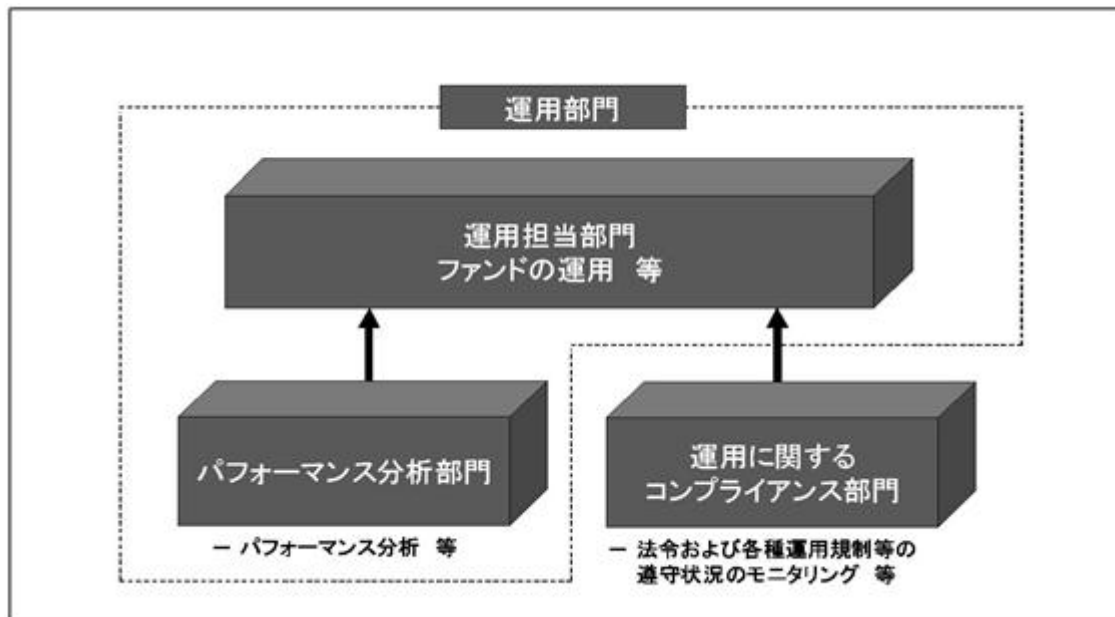 運用部門
運用担当部門
ファンドの運用 等
パフォーマンス分析部門
－ パフォーマンス分析 等
運用に関する
コンプライアンス部門
－ 法令および各種運用規制等の
遵守状況のモニタリング 等